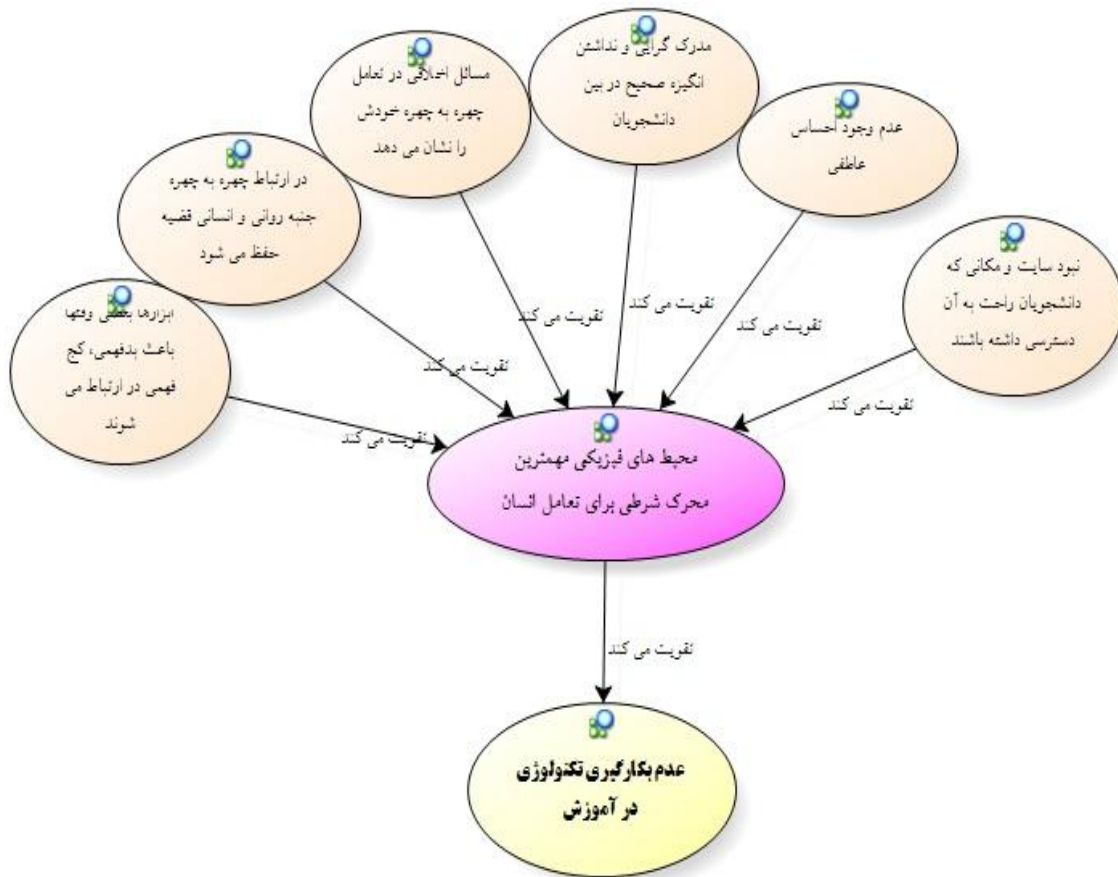 مدرک گرایی و نداشتن
انگیزه صحیح در بین
دانشجویان
مسائل اخلاقی در تعامل
چهره به چهره خودش
را نشان می دهد
عدم وجود احساس
عاطفی
در ارتباط چهره به چهره
جنبه روانی و انسانی قضیه
حفظ می شود
نبود سایت و مکانی که
دانشجویان راحت به آن
دسترسی داشته باشند
ابزارها بعضی وقتها
باعث بدفهمی، کج
فهمی در ارتباط می
شوند
تقویت می کند
تقویت می کند
تقویت می کند
تقویت می کند
تقویت می کند
تقویت می کند
محیط های فیزیکی مهمترین
محرک شرطی برای تعامل انسان
تقویت می کند
عدم بکارگیری تکنولوژی
در آموزش